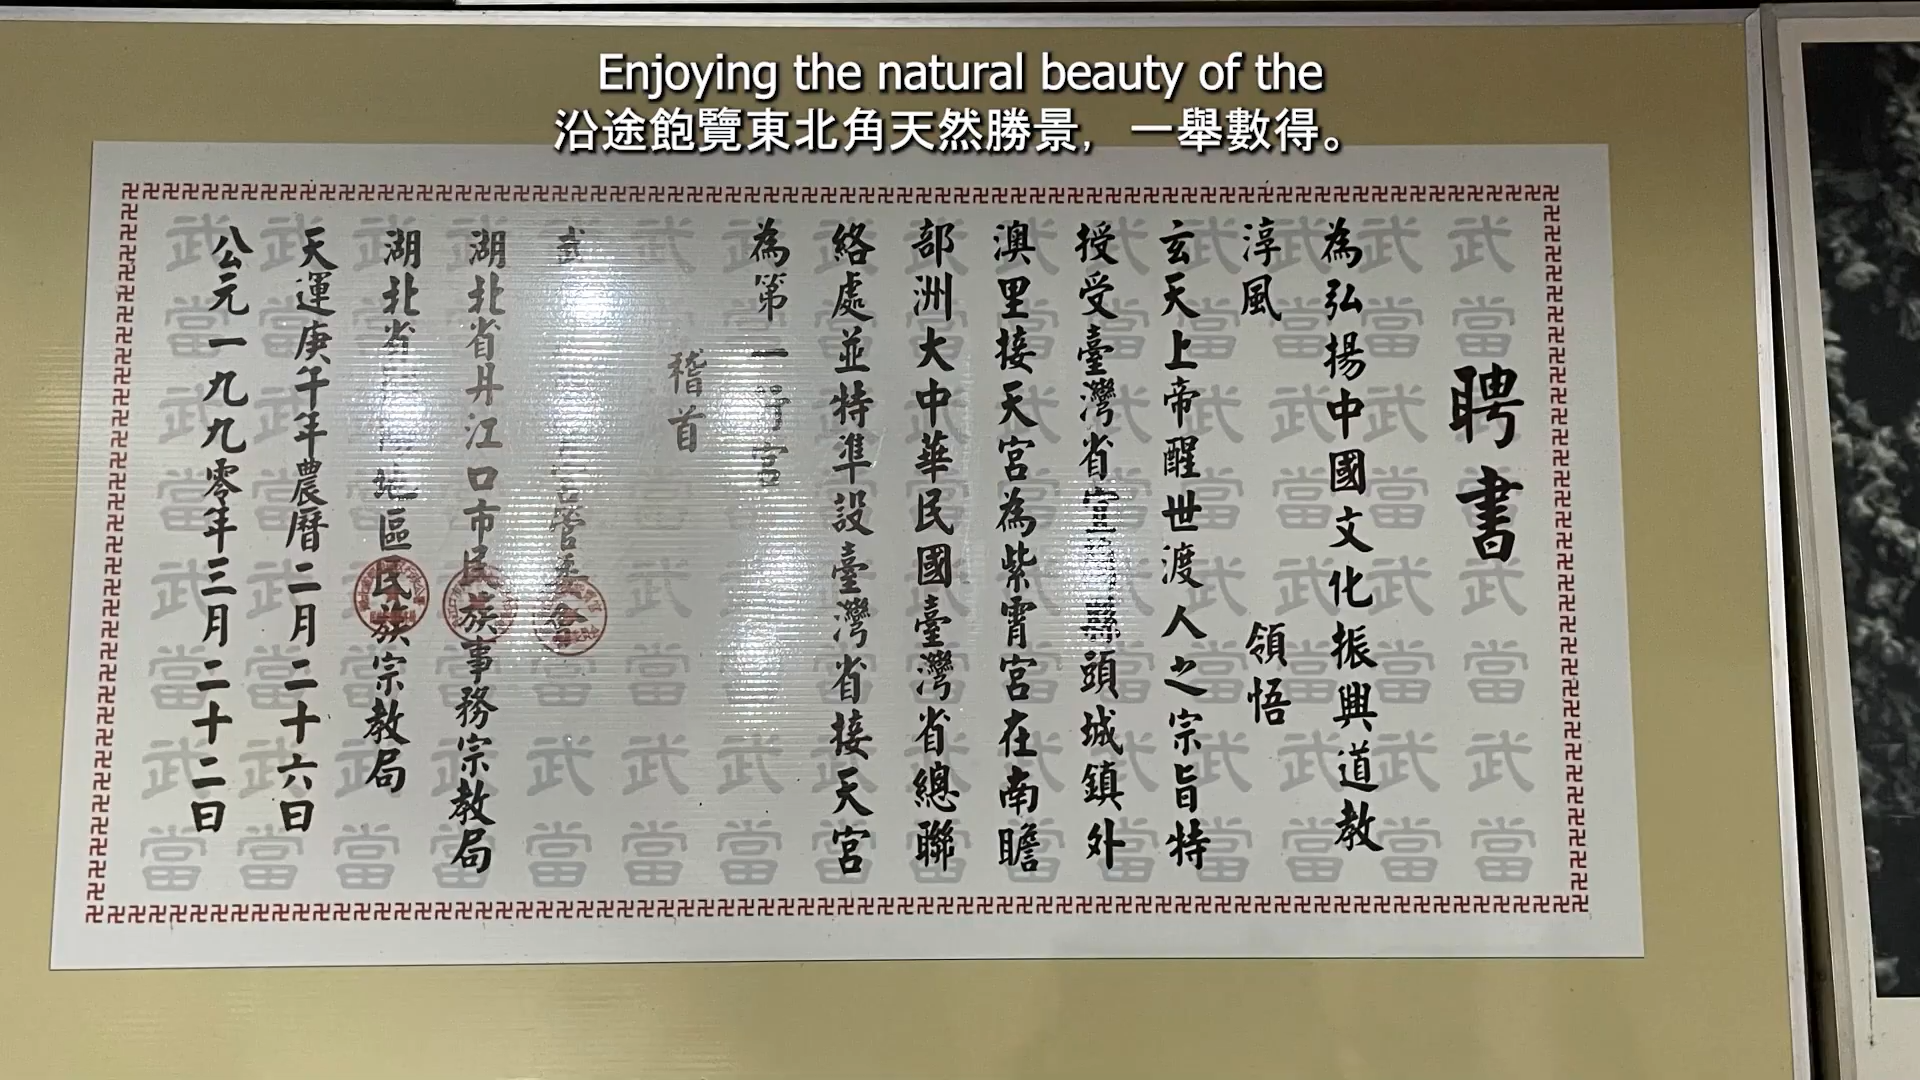 Enjoying the natural beauty of the
沿途飽覽東北角天然勝景，一舉數得。
聘書
為弘揚中國文化振興道教
淳風 領悟
玄天上帝醒世渡人之宗旨特
授受臺灣省宜蘭縣頭城鎮外
澳里接天宮為紫霄宮在南瞻
部洲大中華民國臺灣省總聯
絡處並特準設臺灣省接天宮
為第一行宮
稽首
武 管委會
湖北省丹江口市民族事務宗教局
湖北省 地區民族宗教局
天運庚午年農曆二月二十六日
公元一九九零年三月二十二日